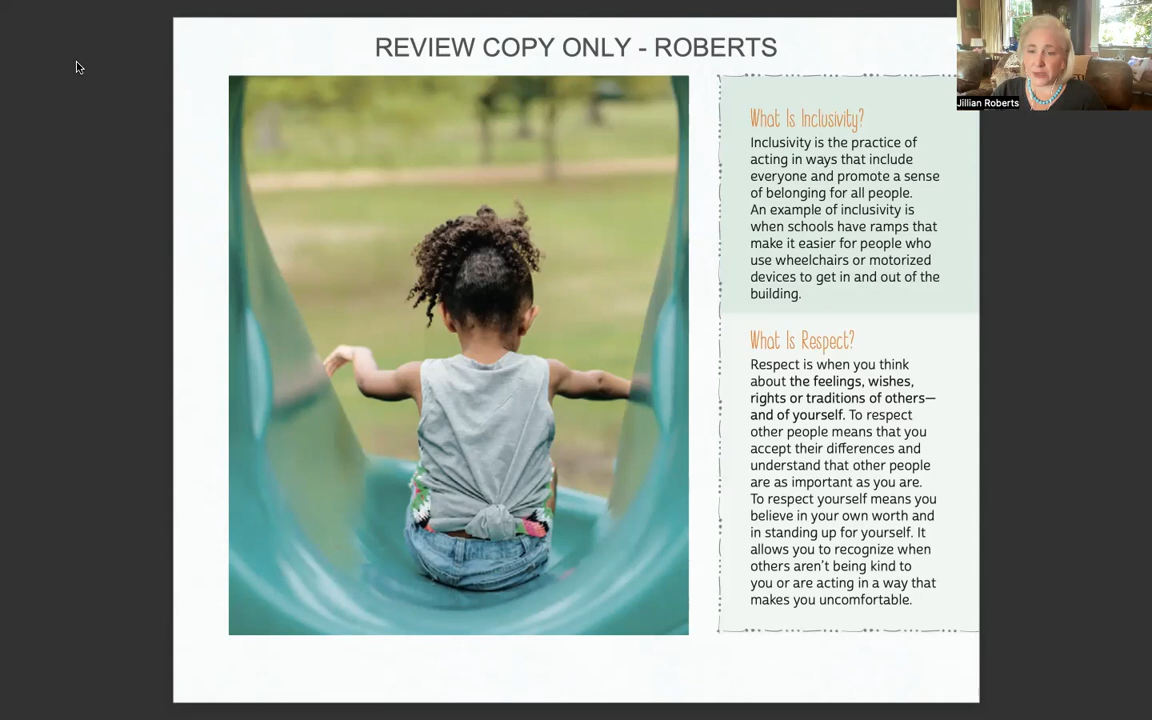 REVIEW COPY ONLY - ROBERTS
Jillian Roberts
What Is Inclusivity?
Inclusivity is the practice of
acting in ways that include
everyone and promote a sense
of belonging for all people.
An example of inclusivity is
when schools have ramps that
make it easier for people who
use wheelchairs or motorized
devices to get in and out of the
building.
What Is Respect?
Respect is when you think
about the feelings, wishes,
rights or traditions of others—
and of yourself. To respect
other people means that you
accept their differences and
understand that other people
are as important as you are.
To respect yourself means you
believe in your own worth and
in standing up for yourself. It
allows you to recognize when
others aren't being kind to
you or are acting in a way that
makes you uncomfortable.